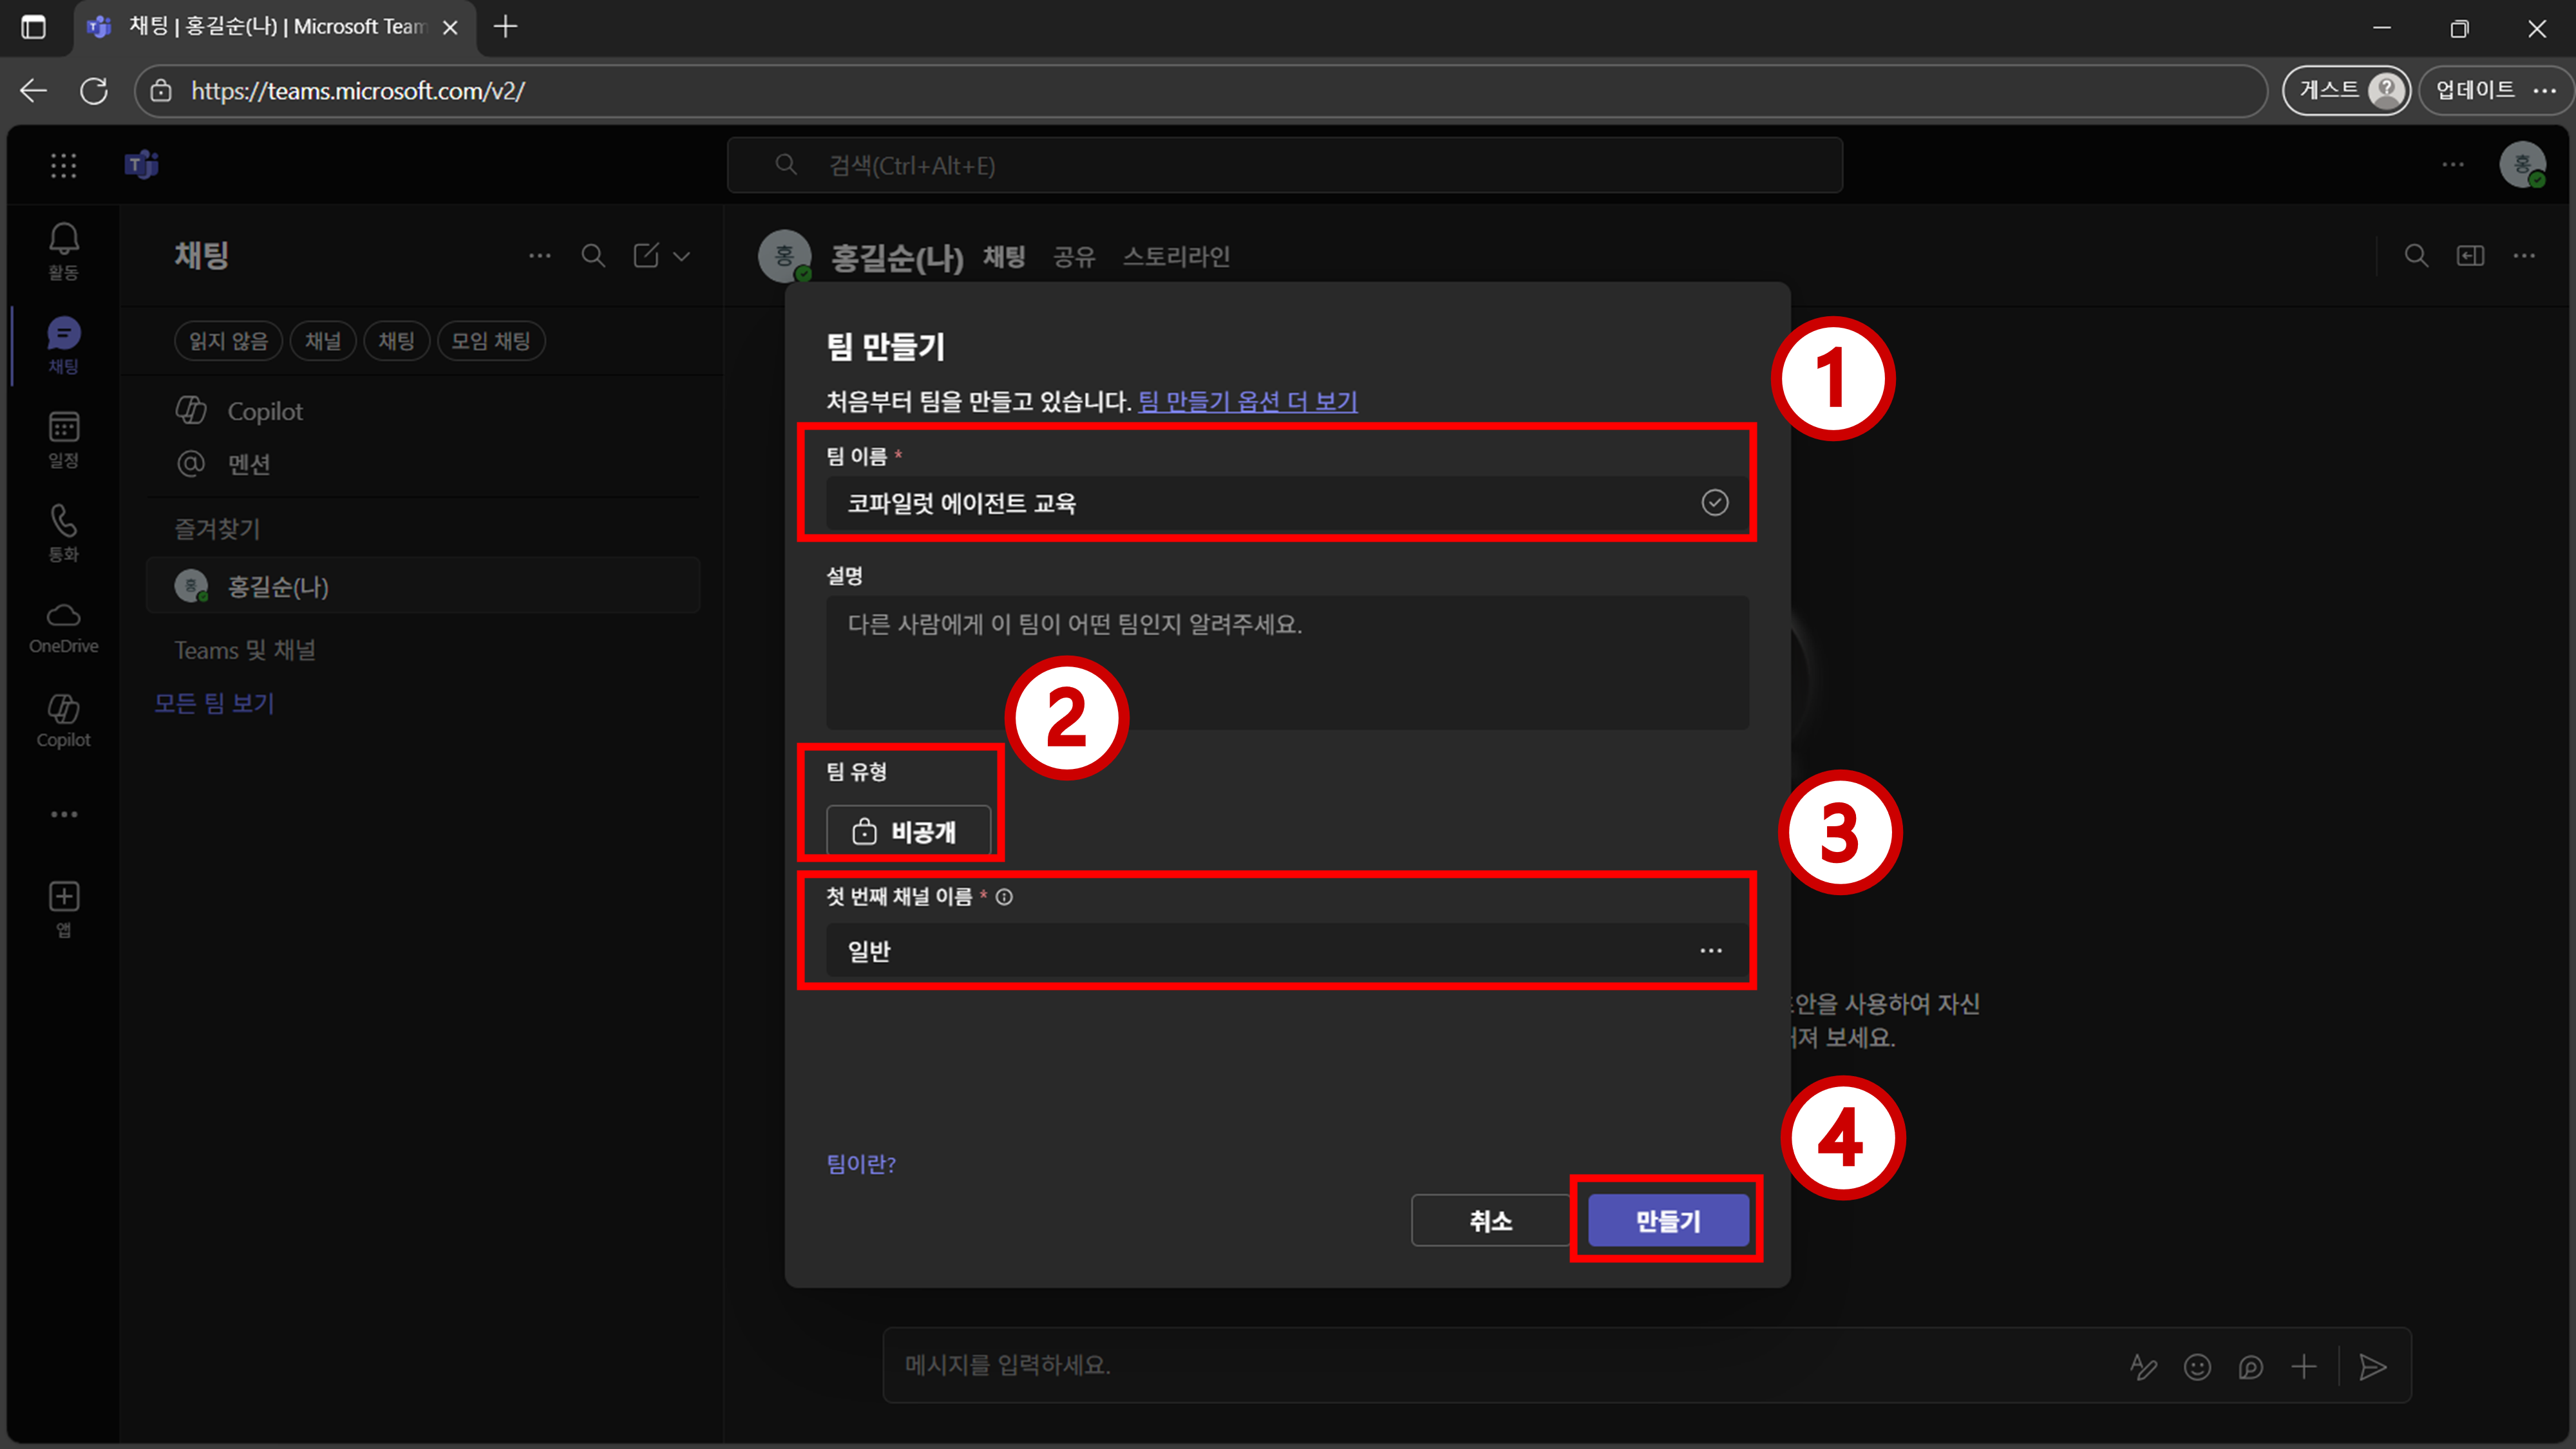 채팅 | 홍길순(나) | Microsoft Team
https://teams.microsoft.com/v2/
게스트
업데이트
검색(Ctrl+Alt+E)
홍
활동
채팅
일정
통화
OneDrive
Copilot
앱
채팅
읽지 않음
채널
채팅
모임 채팅
Copilot
멘션
즐겨찾기
홍
홍길순(나)
Teams 및 채널
모든 팀 보기
홍
홍길순(나) 채팅 공유 스토리라인
팀 만들기
처음부터 팀을 만들고 있습니다. 팀 만들기 옵션 더 보기
1
팀 이름 *
코파일럿 에이전트 교육
설명
다른 사람에게 이 팀이 어떤 팀인지 알려주세요.
2
팀 유형
비공개
3
첫 번째 채널 이름 *
일반
안을 사용하여 자신
져 보세요.
4
팀이란?
취소
만들기
메시지를 입력하세요.